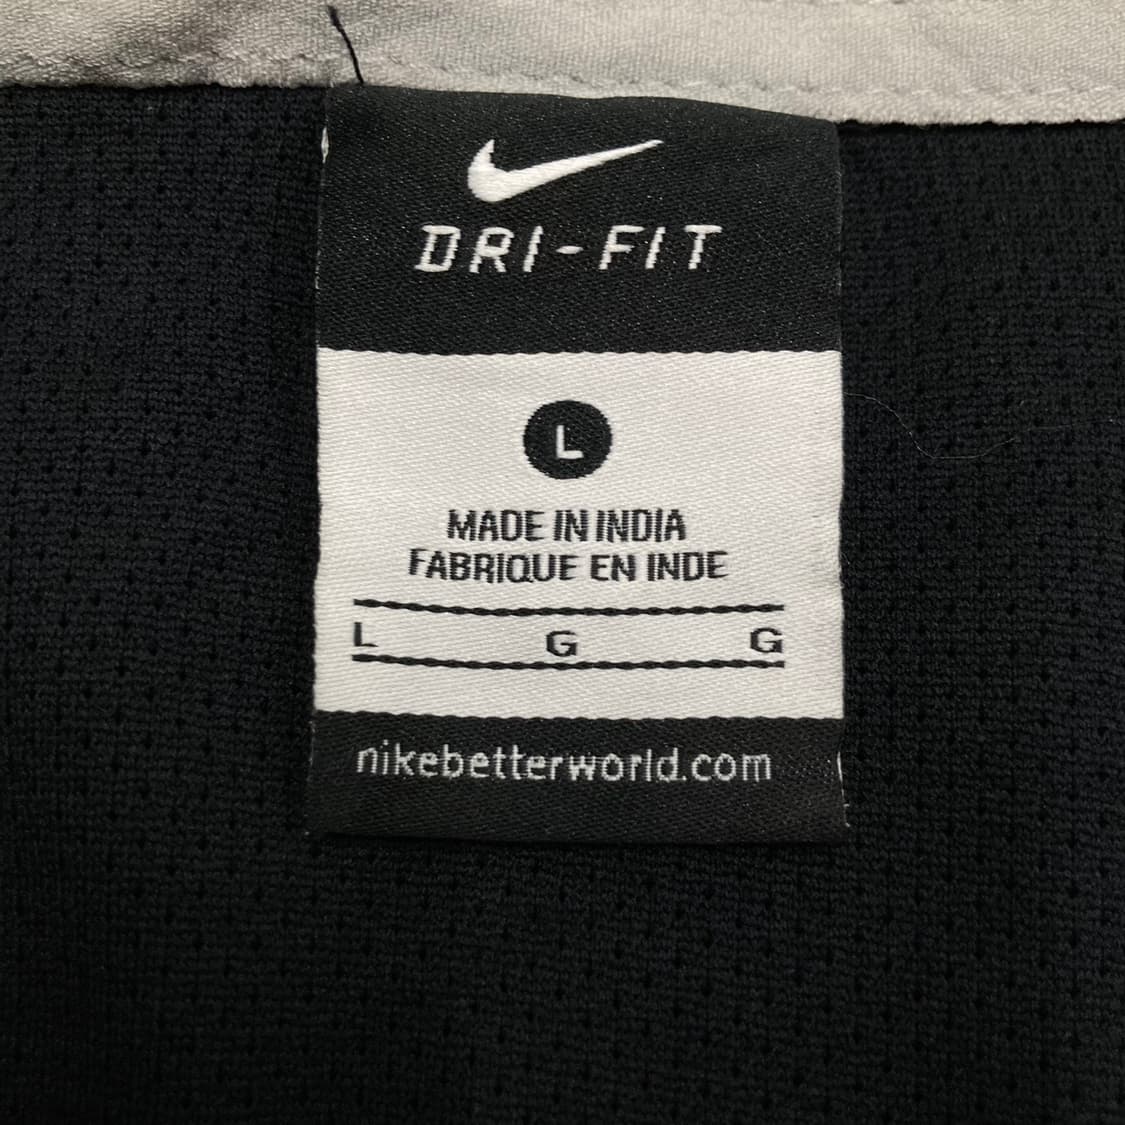 DRI-FIT
L
MADE IN INDIA
FABRIQUE EN INDE
L G G
nikebetterworld.com